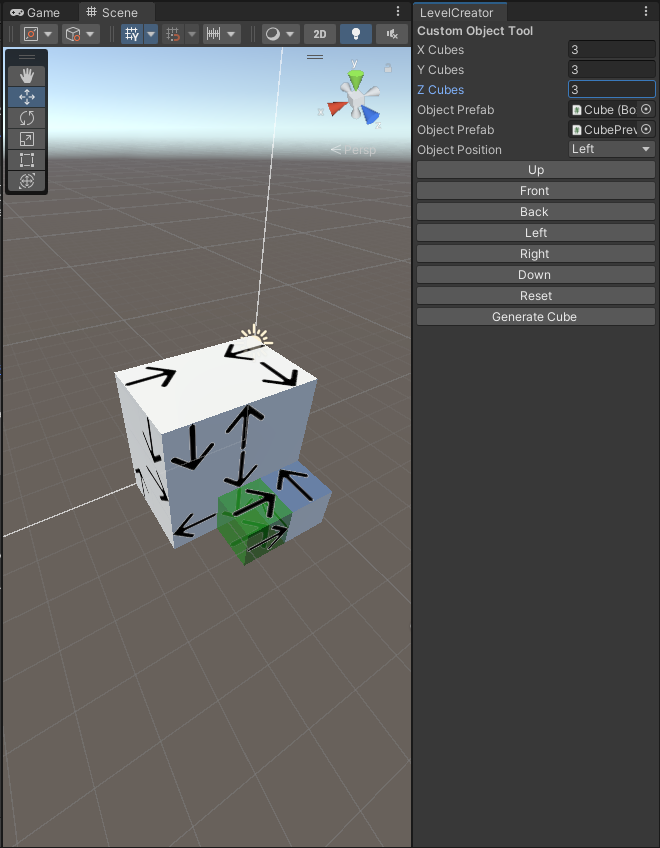 Game
Scene
LevelCreator
2D
Custom Object Tool
X Cubes 3
Y Cubes 3
Z Cubes 3
Object Prefab Cube (Bo
Object Prefab CubePrev
Object Position Left
Up
Front
Back
Left
Right
Down
Reset
Generate Cube
y
Persp